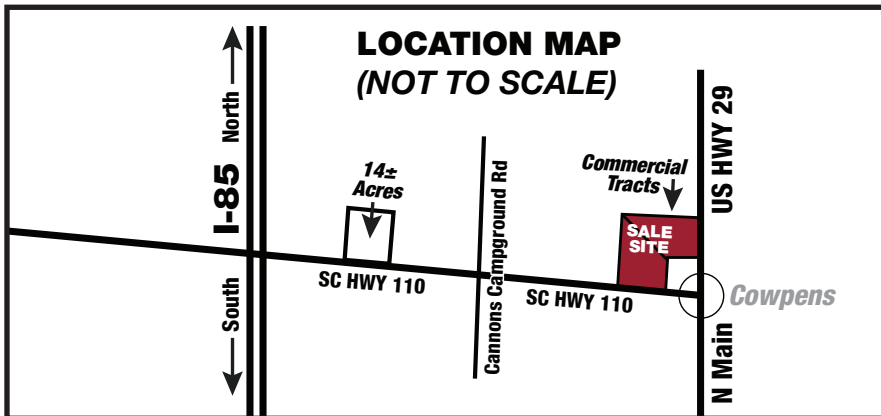 LOCATION MAP
(NOT TO SCALE)
North
I-85
South
14±
Acres
SC HWY 110
Cannons Campground Rd
SC HWY 110
Commercial
Tracts
SALE
SITE
US HWY 29
Cowpens
N Main